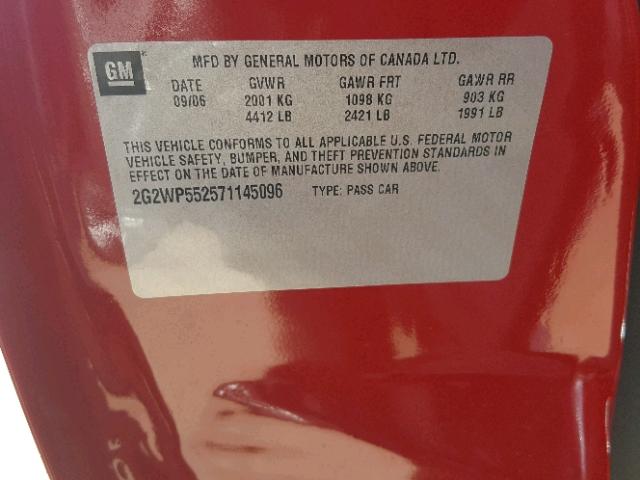 GM
MFD BY GENERAL MOTORS OF CANADA LTD.
DATE GVWR GAWR FRT GAWR RR
09/06 2001 KG 1098 KG 903 KG
4412 LB 2421 LB 1991 LB
THIS VEHICLE CONFORMS TO ALL APPLICABLE U.S. FEDERAL MOTOR
VEHICLE SAFETY, BUMPER, AND THEFT PREVENTION STANDARDS IN
EFFECT ON THE DATE OF MANUFACTURE SHOWN ABOVE.
2G2WP552571145096 TYPE: PASS CAR